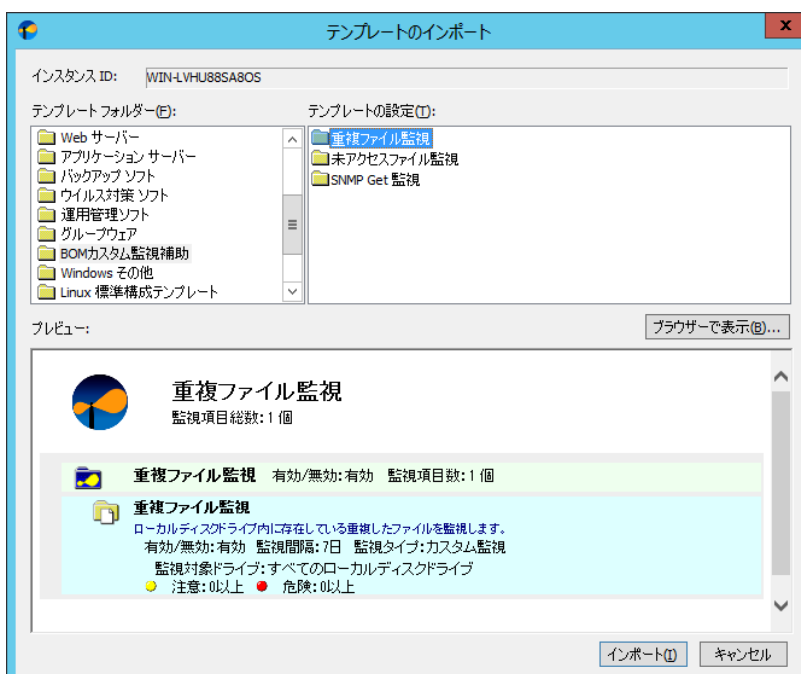 テンプレートのインポート
x
インスタンス ID: WIN-LVHU88SA8OS
テンプレート フォルダー(F):
Web サーバー
アプリケーション サーバー
バックアップ ソフト
ウイルス対策 ソフト
運用管理ソフト
グループウェア
BOMカスタム監視補助
Windows その他
Linux 標準構成テンプレート
テンプレートの設定(T):
重複ファイル監視
未アクセスファイル監視
SNMP Get 監視
プレビュー:
ブラウザーで表示(B)...
重複ファイル監視
監視項目総数:1 個
重複ファイル監視 有効/無効:有効 監視項目数:1 個
重複ファイル監視
ローカルディスクドライブ内に存在している重複したファイルを監視します。
有効/無効:有効 監視間隔:7日 監視タイプ:カスタム監視
監視対象ドライブ:すべてのローカルディスクドライブ
注意:0以上 危険:0以上
インポート(I)
キャンセル